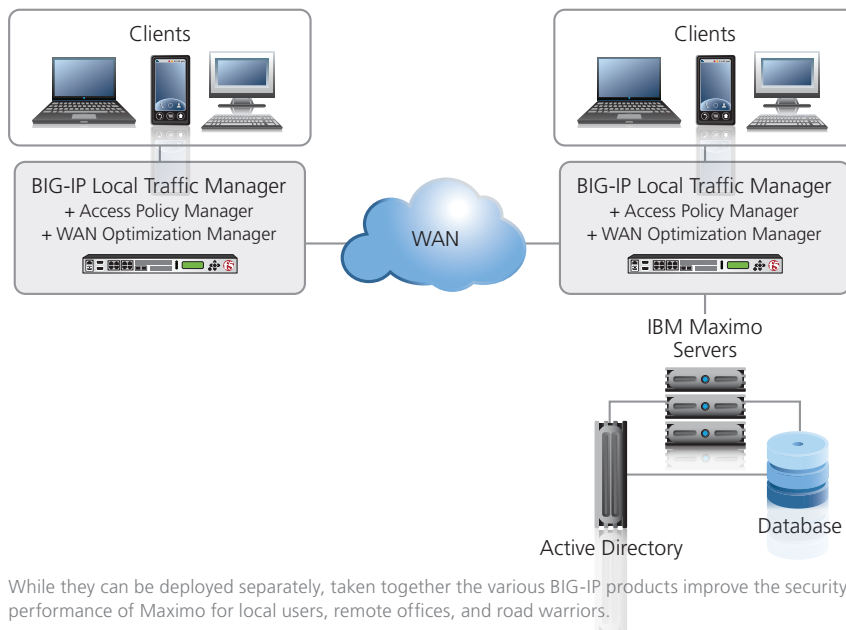 Clients
Clients
BIG-IP Local Traffic Manager
+ Access Policy Manager
+ WAN Optimization Manager
WAN
BIG-IP Local Traffic Manager
+ Access Policy Manager
+ WAN Optimization Manager
IBM Maximo
Servers
Database
Active Directory
While they can be deployed separately, taken together the various BIG-IP products improve the security
performance of Maximo for local users, remote offices, and road warriors.